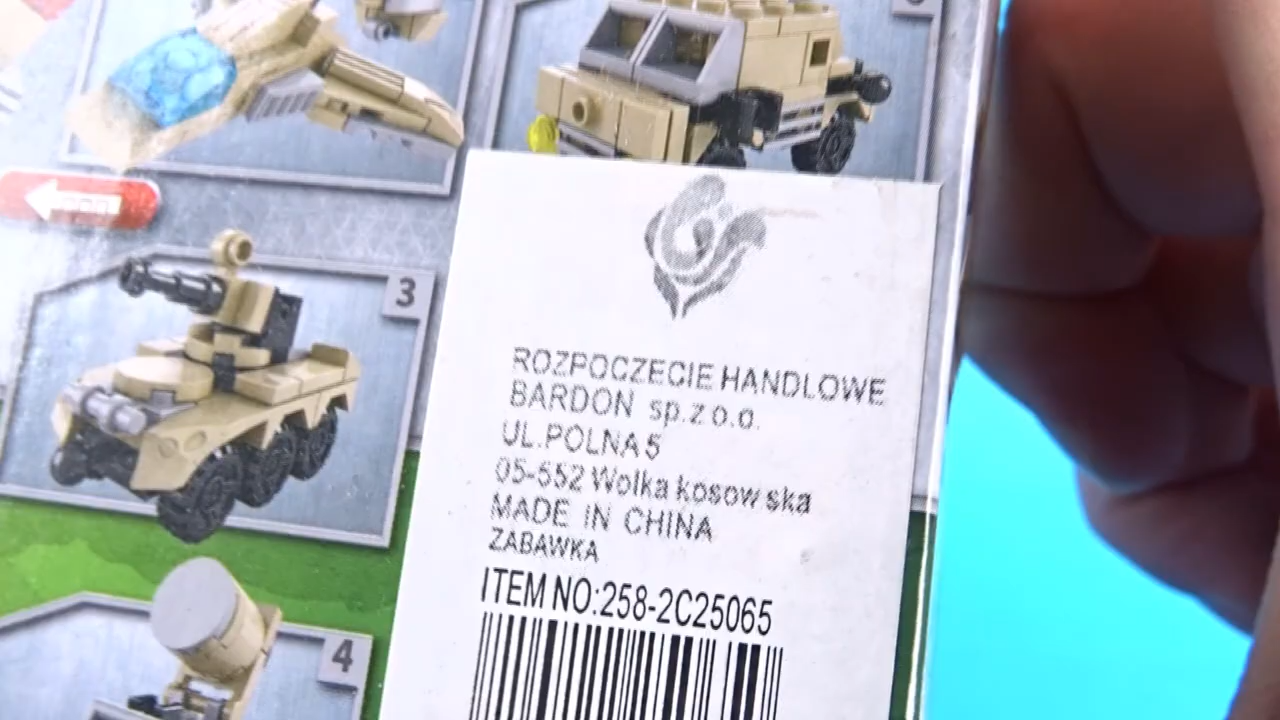 3
ROZPOCZECIE HANDLOWE
BARDON sp.z o.o.
UL.POLNA 5
05-552 Wolka kosow ska
MADE IN CHINA
ZABAWKA
ITEM NO:258-2C25065
4